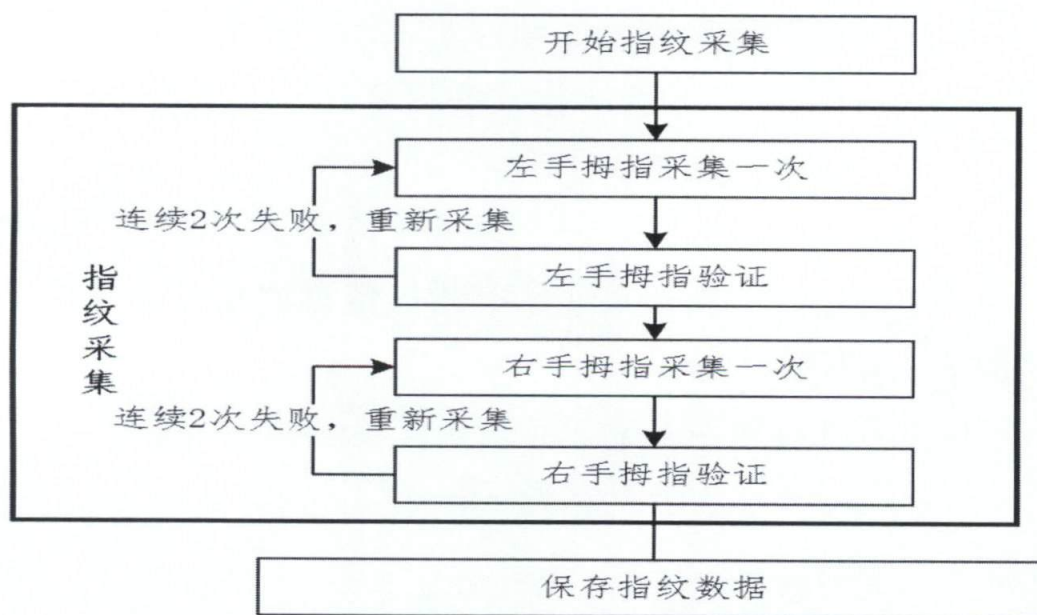 开始指纹采集
左手拇指采集一次
连续2次失败，重新采集
左手拇指验证
指纹采集
右手拇指采集一次
连续2次失败，重新采集
右手拇指验证
保存指纹数据